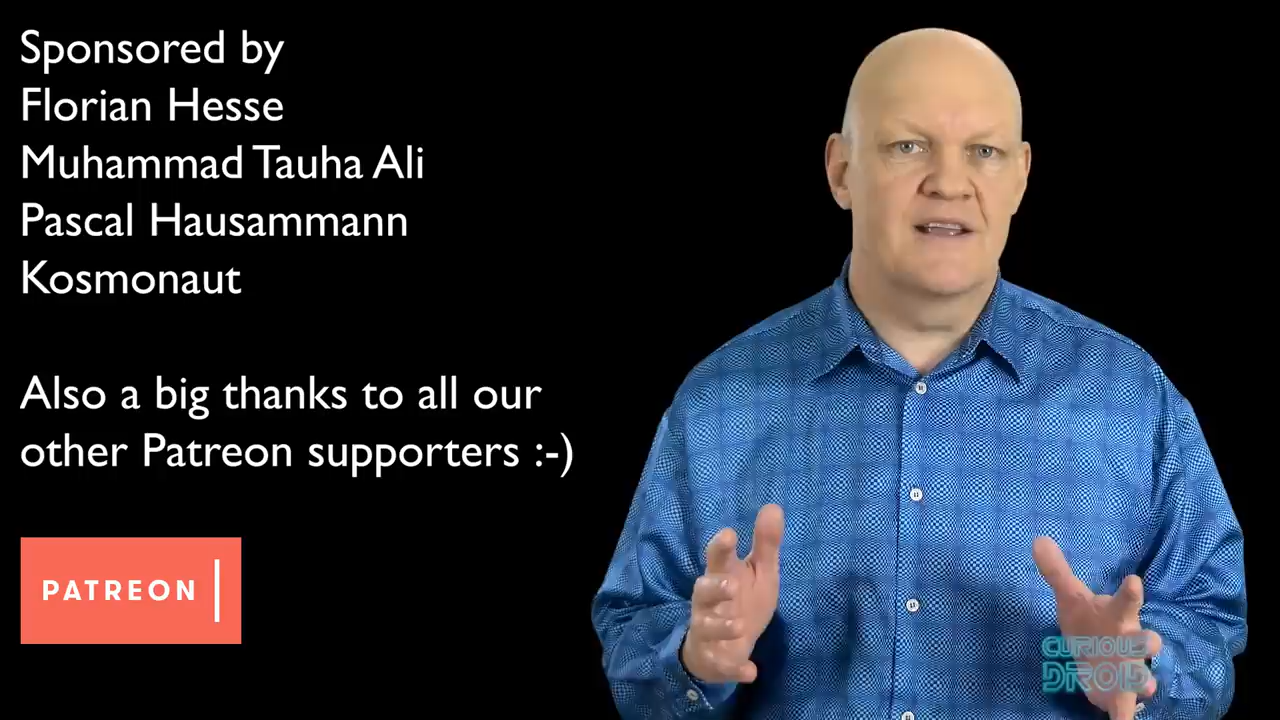 Sponsored by
Florian Hesse
Muhammad Tauha Ali
Pascal Hausammann
Kosmonaut
Also a big thanks to all our
other Patreon supporters :-)
PATREON
CURIOUS
DROID